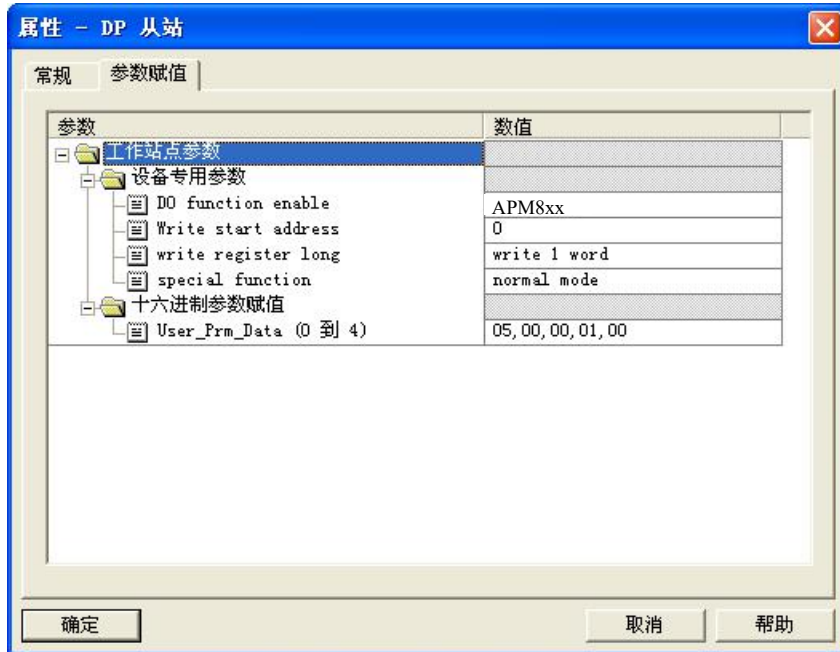 属性 - DP 从站
常规 参数赋值
参数 数值
工作站点参数
设备专用参数
DO function enable APM8xx
Write start address 0
write register long write 1 word
special function normal mode
十六进制参数赋值
User_Prm_Data (0 到 4) 05,00,00,01,00
确定 取消 帮助